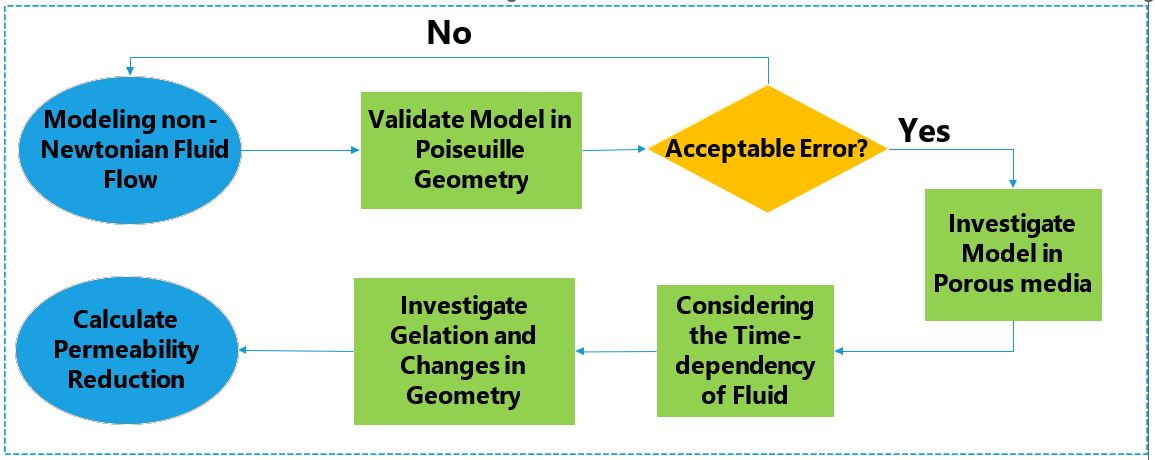 No
Modeling non-
Newtonian Fluid
Flow
Validate Model in
Poiseuille
Geometry
Acceptable Error?
Yes
Investigate
Model in
Porous media
Considering
the Time-
dependency
of Fluid
Investigate
Gelation and
Changes in
Geometry
Calculate
Permeability
Reduction